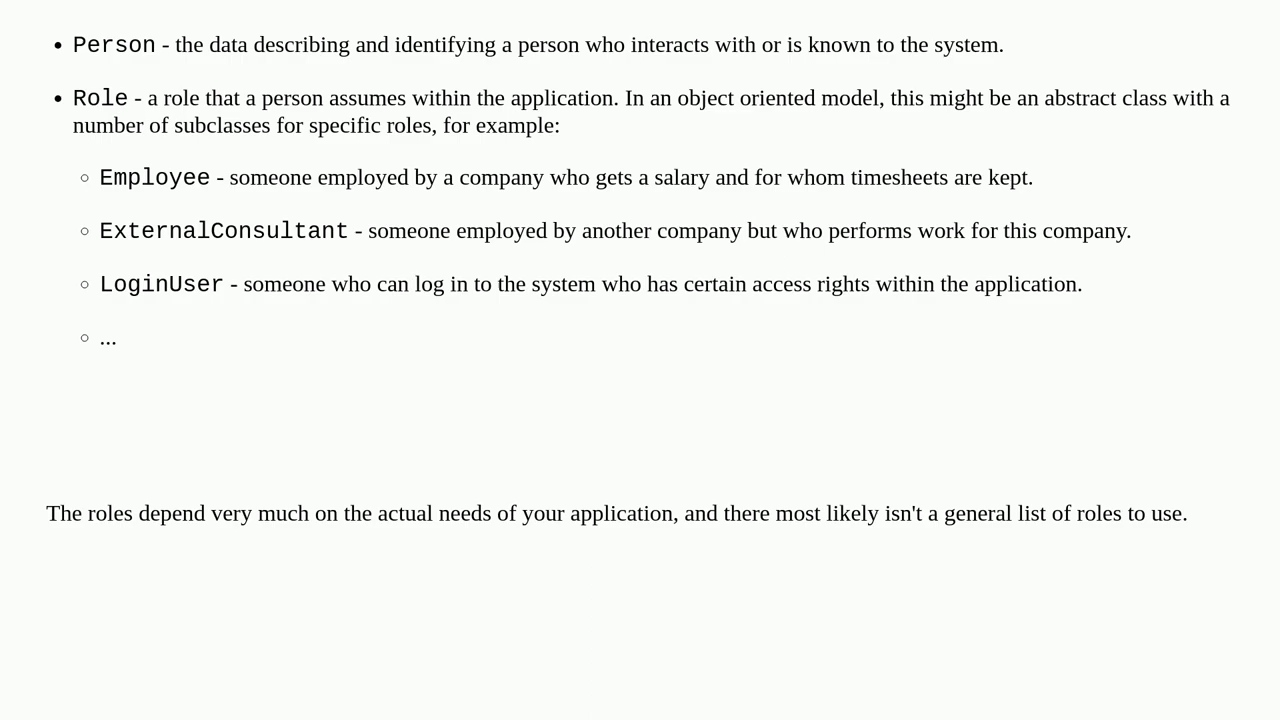 • Person - the data describing and identifying a person who interacts with or is known to the system.
• Role - a role that a person assumes within the application. In an object oriented model, this might be an abstract class with a
number of subclasses for specific roles, for example:
◦ Employee - someone employed by a company who gets a salary and for whom timesheets are kept.
◦ ExternalConsultant - someone employed by another company but who performs work for this company.
◦ LoginUser - someone who can log in to the system who has certain access rights within the application.
◦ ...
The roles depend very much on the actual needs of your application, and there most likely isn't a general list of roles to use.